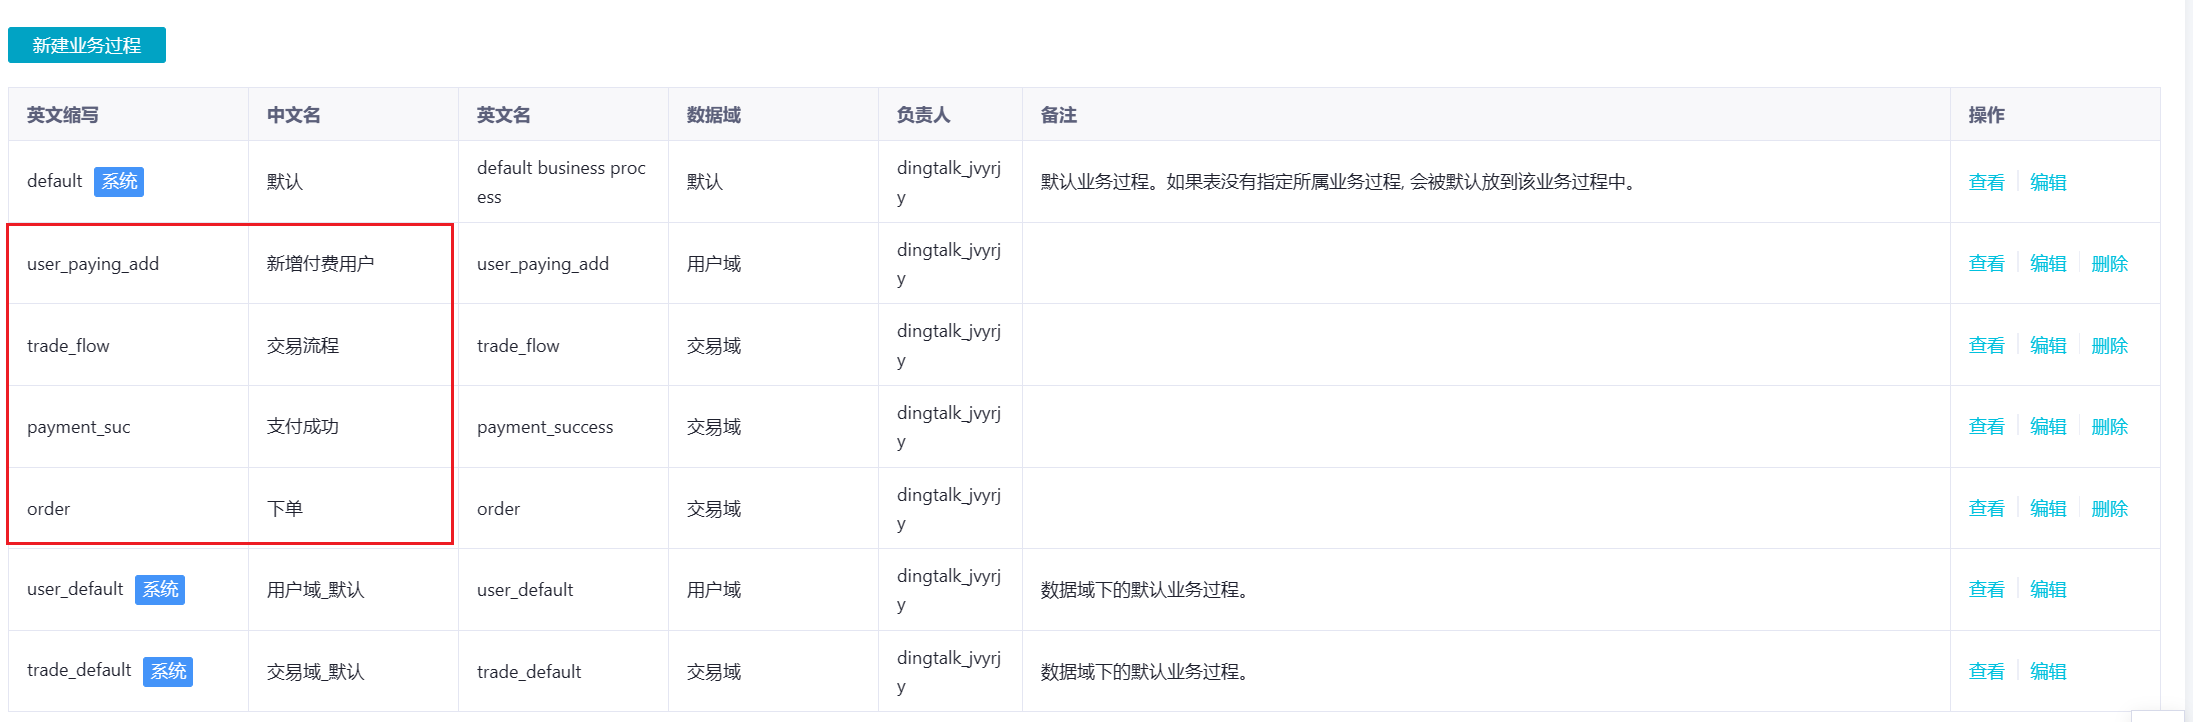 新建业务过程
英文缩写 中文名 英文名 数据域 负责人 备注 操作
default 系统 默认 default business proc
ess 默认 dingtalk_jvyrj
y 默认业务过程。如果表没有指定所属业务过程, 会被默认放到该业务过程中。 查看 编辑
user_paying_add 新增付费用户 user_paying_add 用户域 dingtalk_jvyrj
y 查看 编辑 删除
trade_flow 交易流程 trade_flow 交易域 dingtalk_jvyrj
y 查看 编辑 删除
payment_suc 支付成功 payment_success 交易域 dingtalk_jvyrj
y 查看 编辑 删除
order 下单 order 交易域 dingtalk_jvyrj
y 查看 编辑 删除
user_default 系统 用户域_默认 user_default 用户域 dingtalk_jvyrj
y 数据域下的默认业务过程。 查看 编辑
trade_default 系统 交易域_默认 trade_default 交易域 dingtalk_jvyrj
y 数据域下的默认业务过程。 查看 编辑